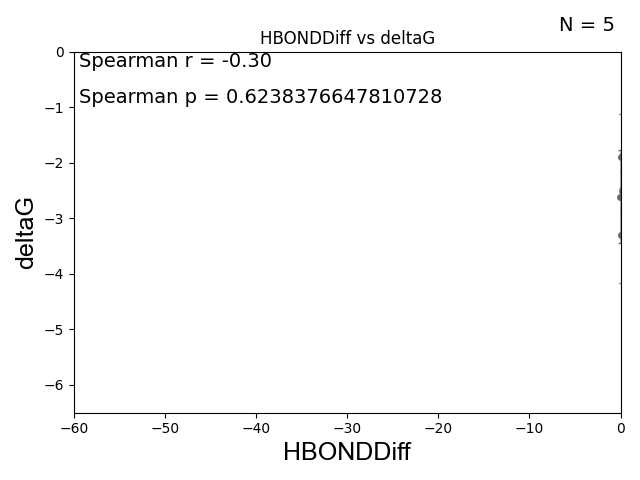 N = 5
HBONDDiff vs deltaG
Spearman r = -0.30
Spearman p = 0.6238376647810728
deltaG
0
−1
−2
−3
−4
−5
−6
−60 −50 −40 −30 −20 −10 0
HBONDDiff